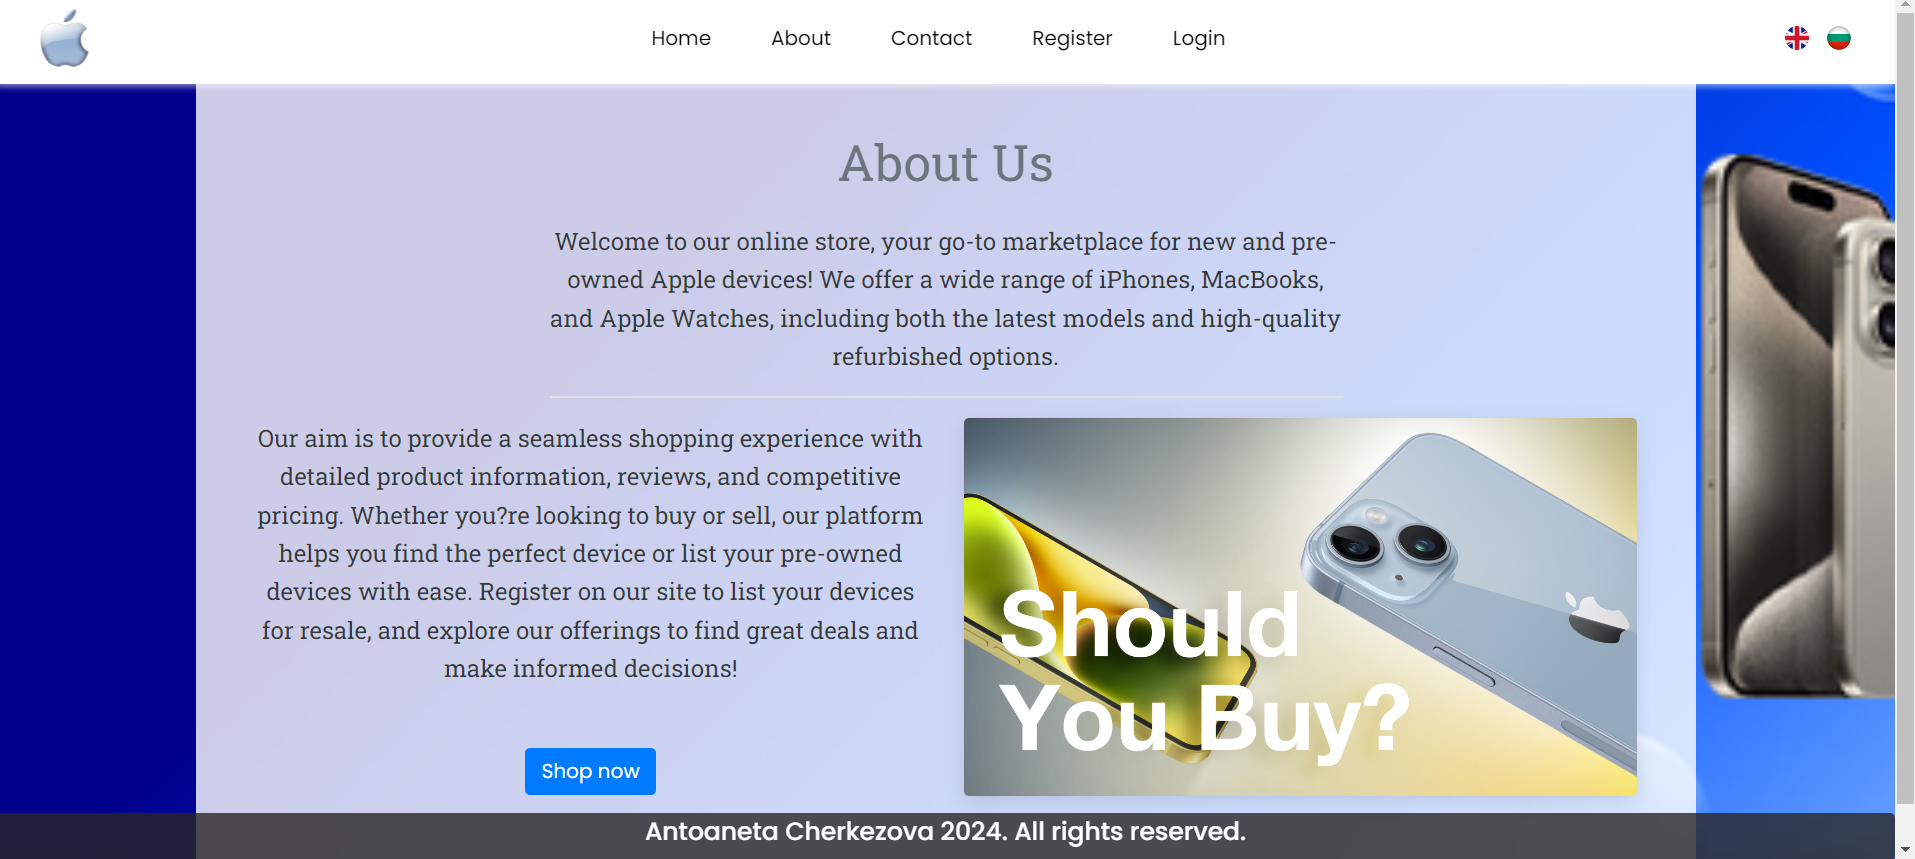 Home About Contact Register Login
About Us
Welcome to our online store, your go-to marketplace for new and pre-
owned Apple devices! We offer a wide range of iPhones, MacBooks,
and Apple Watches, including both the latest models and high-quality
refurbished options.
Our aim is to provide a seamless shopping experience with
detailed product information, reviews, and competitive
pricing. Whether you?re looking to buy or sell, our platform
helps you find the perfect device or list your pre-owned
devices with ease. Register on our site to list your devices
for resale, and explore our offerings to find great deals and
make informed decisions!
Shop now
Should
You Buy?
Antoaneta Cherkezova 2024. All rights reserved.